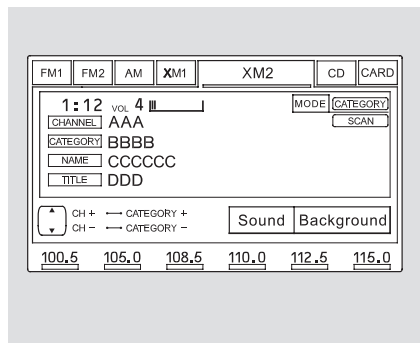 FM1 FM2 AM XM1 XM2 CD CARD
1:12 VOL 4 MODE CATEGORY
CHANNEL AAA SCAN
CATEGORY BBBB
NAME CCCCCC
TITLE DDD
CH + CATEGORY +
CH - CATEGORY -
Sound Background
100.5 105.0 108.5 110.0 112.5 115.0